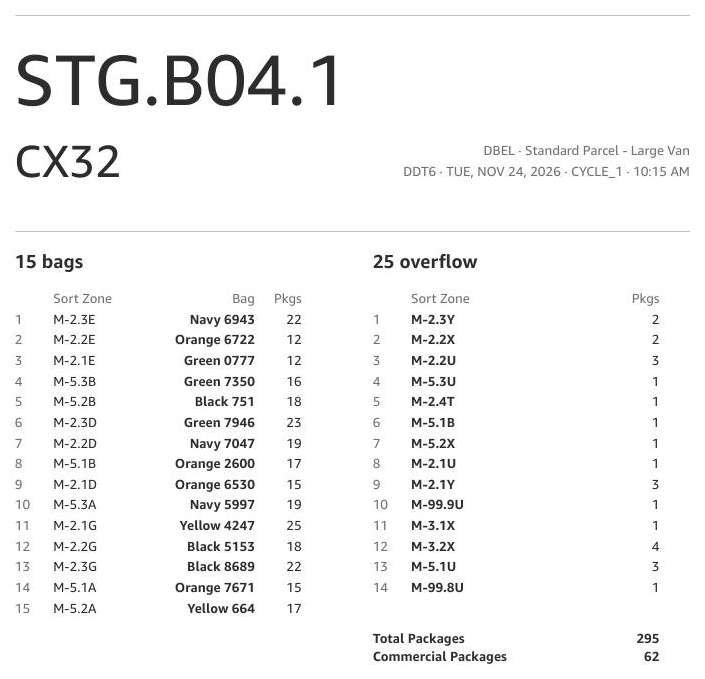 STG.B04.1
CX32
DBEL · Standard Parcel - Large Van
DDT6 · TUE, NOV 24, 2026 · CYCLE_1 · 10:15 AM
15 bags
Sort Zone Bag Pkgs
1 M-2.3E Navy 6943 22
2 M-2.2E Orange 6722 12
3 M-2.1E Green 0777 12
4 M-5.3B Green 7350 16
5 M-5.2B Black 751 18
6 M-2.3D Green 7946 23
7 M-2.2D Navy 7047 19
8 M-5.1B Orange 2600 17
9 M-2.1D Orange 6530 15
10 M-5.3A Navy 5997 19
11 M-2.1G Yellow 4247 25
12 M-2.2G Black 5153 18
13 M-2.3G Black 8689 22
14 M-5.1A Orange 7671 15
15 M-5.2A Yellow 664 17
25 overflow
Sort Zone Pkgs
1 M-2.3Y 2
2 M-2.2X 2
3 M-2.2U 3
4 M-5.3U 1
5 M-2.4T 1
6 M-5.1B 1
7 M-5.2X 1
8 M-2.1U 1
9 M-2.1Y 3
10 M-99.9U 1
11 M-3.1X 1
12 M-3.2X 4
13 M-5.1U 3
14 M-99.8U 1
Total Packages 295
Commercial Packages 62